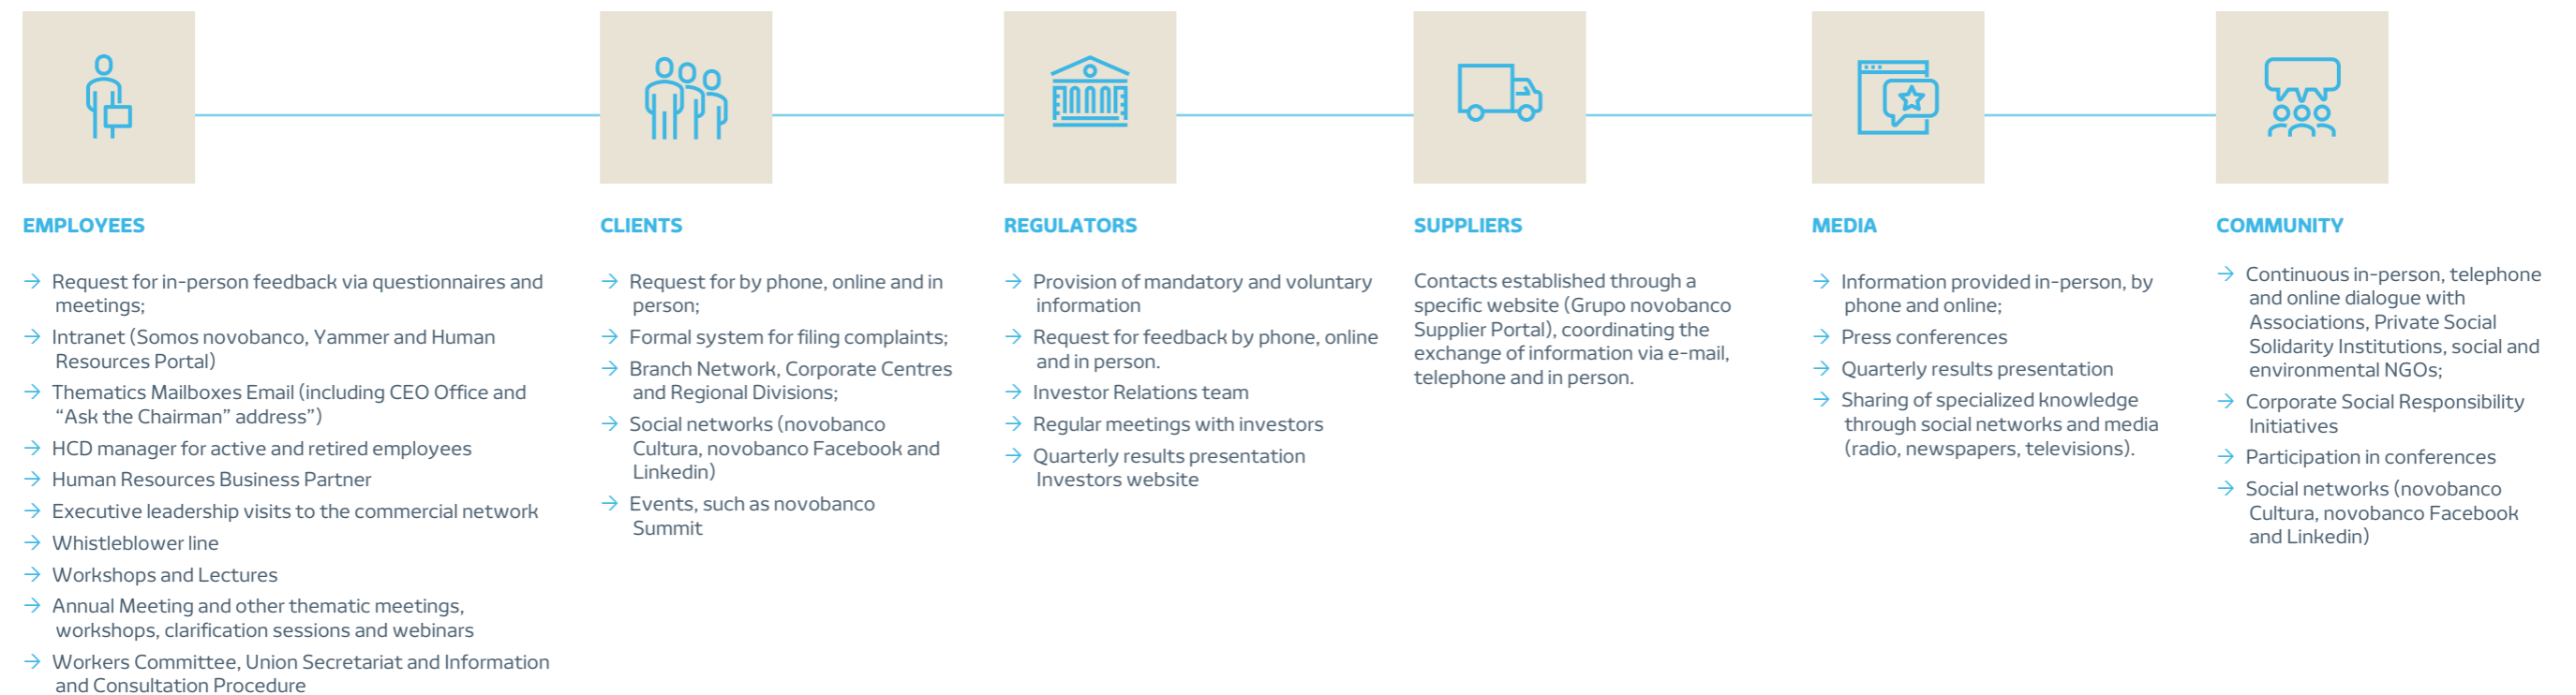 EMPLOYEES
→ Request for in-person feedback via questionnaires and
meetings;
→ Intranet (Somos novobanco, Yammer and Human
Resources Portal)
→ Thematics Mailboxes Email (including CEO Office and
“Ask the Chairman” address”)
→ HCD manager for active and retired employees
→ Human Resources Business Partner
→ Executive leadership visits to the commercial network
→ Whistleblower line
→ Workshops and Lectures
→ Annual Meeting and other thematic meetings,
workshops, clarification sessions and webinars
→ Workers Committee, Union Secretariat and Information
and Consultation Procedure
CLIENTS
→ Request for by phone, online and in
person;
→ Formal system for filing complaints;
→ Branch Network, Corporate Centres
and Regional Divisions;
→ Social networks (novobanco
Cultura, novobanco Facebook and
Linkedin)
→ Events, such as novobanco
Summit
REGULATORS
→ Provision of mandatory and voluntary
information
→ Request for feedback by phone, online
and in person.
→ Investor Relations team
→ Regular meetings with investors
→ Quarterly results presentation
Investors website
SUPPLIERS
Contacts established through a
specific website (Grupo novobanco
Supplier Portal), coordinating the
exchange of information via e-mail,
telephone and in person.
MEDIA
→ Information provided in-person, by
phone and online;
→ Press conferences
→ Quarterly results presentation
→ Sharing of specialized knowledge
through social networks and media
(radio, newspapers, televisions).
COMMUNITY
→ Continuous in-person, telephone
and online dialogue with
Associations, Private Social
Solidarity Institutions, social and
environmental NGOs;
→ Corporate Social Responsibility
Initiatives
→ Participation in conferences
→ Social networks (novobanco
Cultura, novobanco Facebook
and Linkedin)